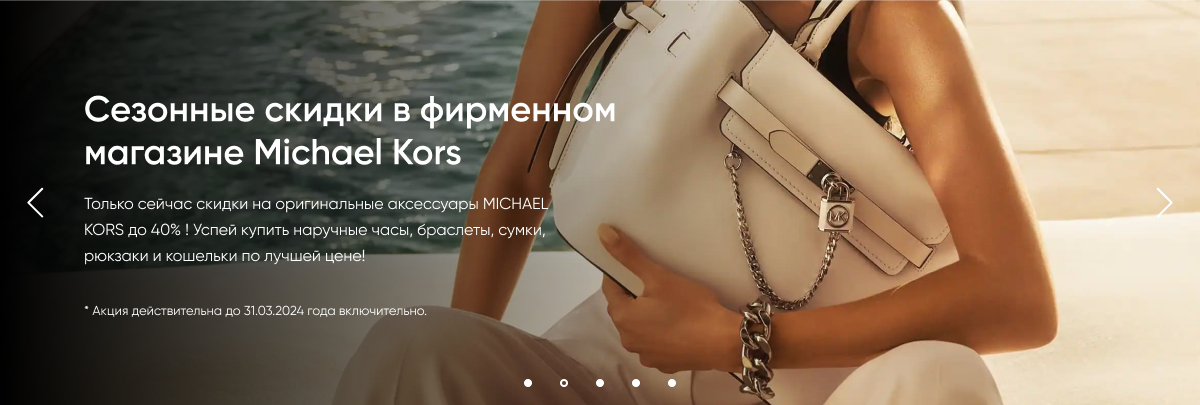 Сезонные скидки в фирменном
магазине Michael Kors
Только сейчас скидки на оригинальные аксессуары MICHAEL
KORS до 40% ! Успей купить наручные часы, браслеты, сумки,
рюкзаки и кошельки по лучшей цене!
* Акция действительна до 31.03.2024 года включительно.
MK